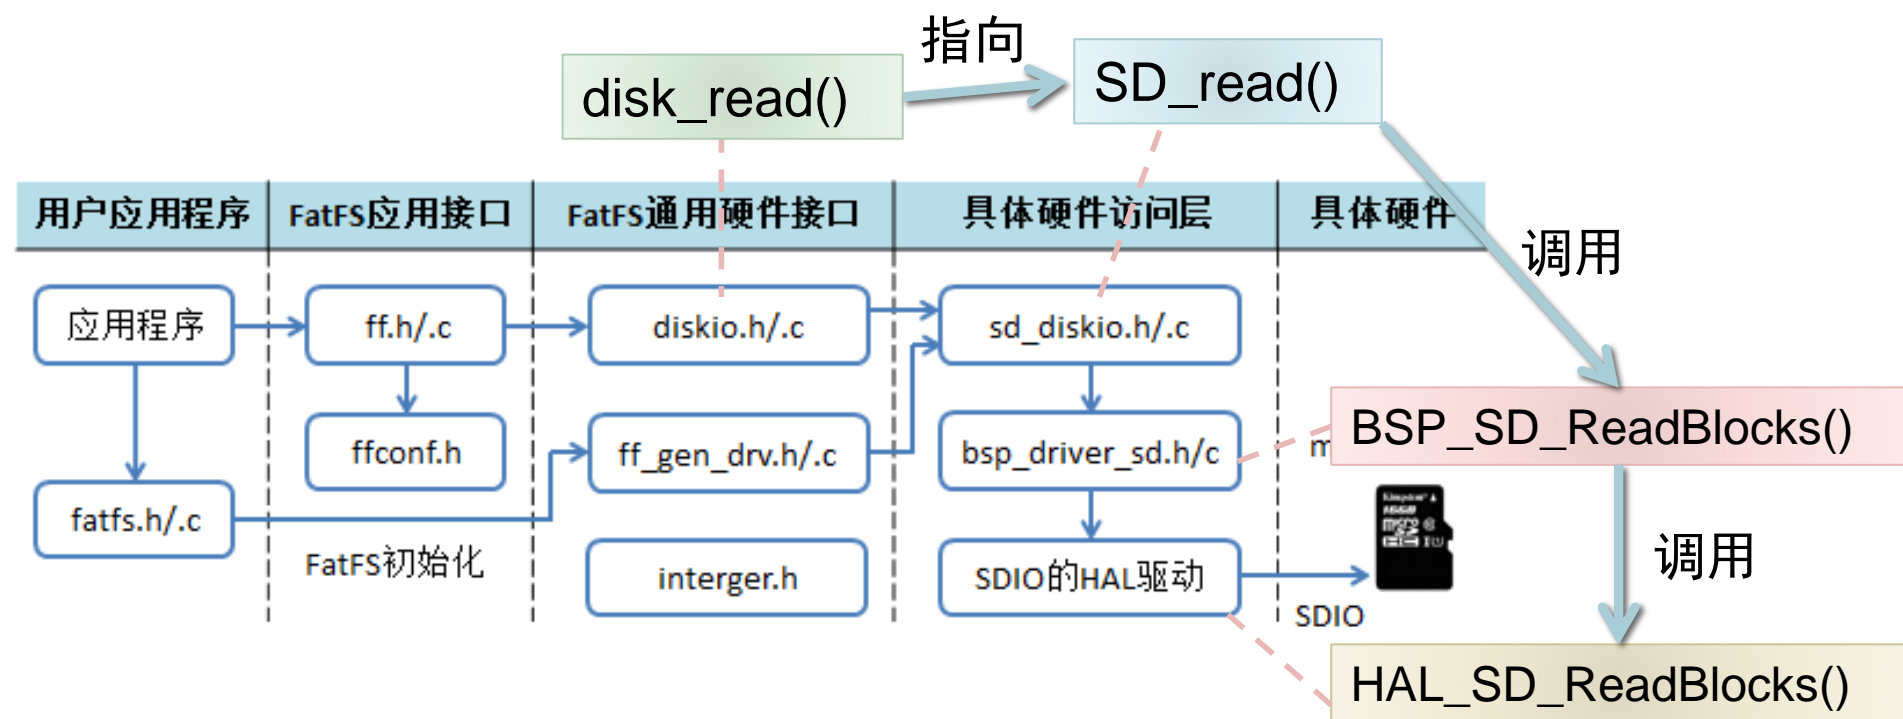 指向
disk_read()
SD_read()
用户应用程序
FatFS应用接口
FatFS通用硬件接口
具体硬件访问层
具体硬件
调用
应用程序
ff.h/.c
diskio.h/.c
sd_diskio.h/.c
ffconf.h
ff_gen_drv.h/.c
bsp_driver_sd.h/c
m
BSP_SD_ReadBlocks()
fatfs.h/.c
FatFS初始化
interger.h
SDIO的HAL驱动
SDIO
调用
HAL_SD_ReadBlocks()